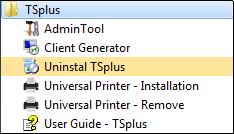 TSplus
AdminTool
Client Generator
Uninstal TSplus
Universal Printer - Installation
Universal Printer - Remove
User Guide - TSplus